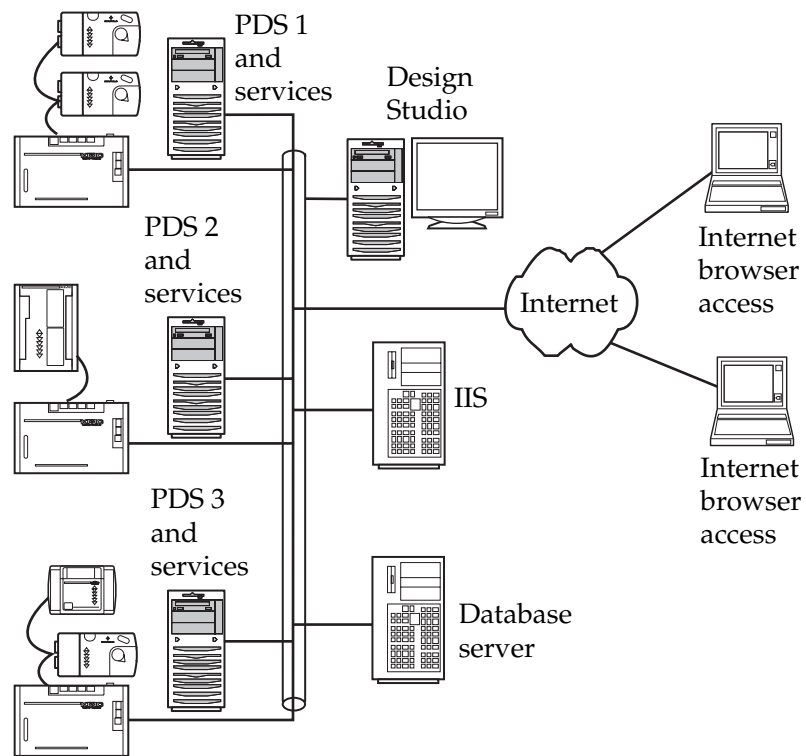 PDS 1
and
services
Design
Studio
PDS 2
and
services
Internet
Internet
browser
access
IIS
Internet
browser
access
PDS 3
and
services
Database
server